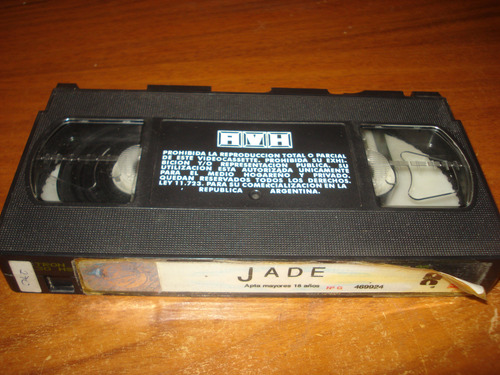 AVH
PROHIBIDA LA REPRODUCCION TOTAL O PARCIAL
DE ESTE VIDEOCASSETTE. PROHIBIDA SU EXHI-
BICION Y/O REPRESENTACION PUBLICA. SU
UTILIZACION ESTA AUTORIZADA UNICAMENTE
PARA EL MEDIO HOGAREÑO Y PRIVADO.
QUEDAN RESERVADOS TODOS LOS DERECHOS.
LEY 11.723. PARA SU COMERCIALIZACION EN LA
REPUBLICA ARGENTINA.
JADE
Apta mayores 18 años Nº R 469924